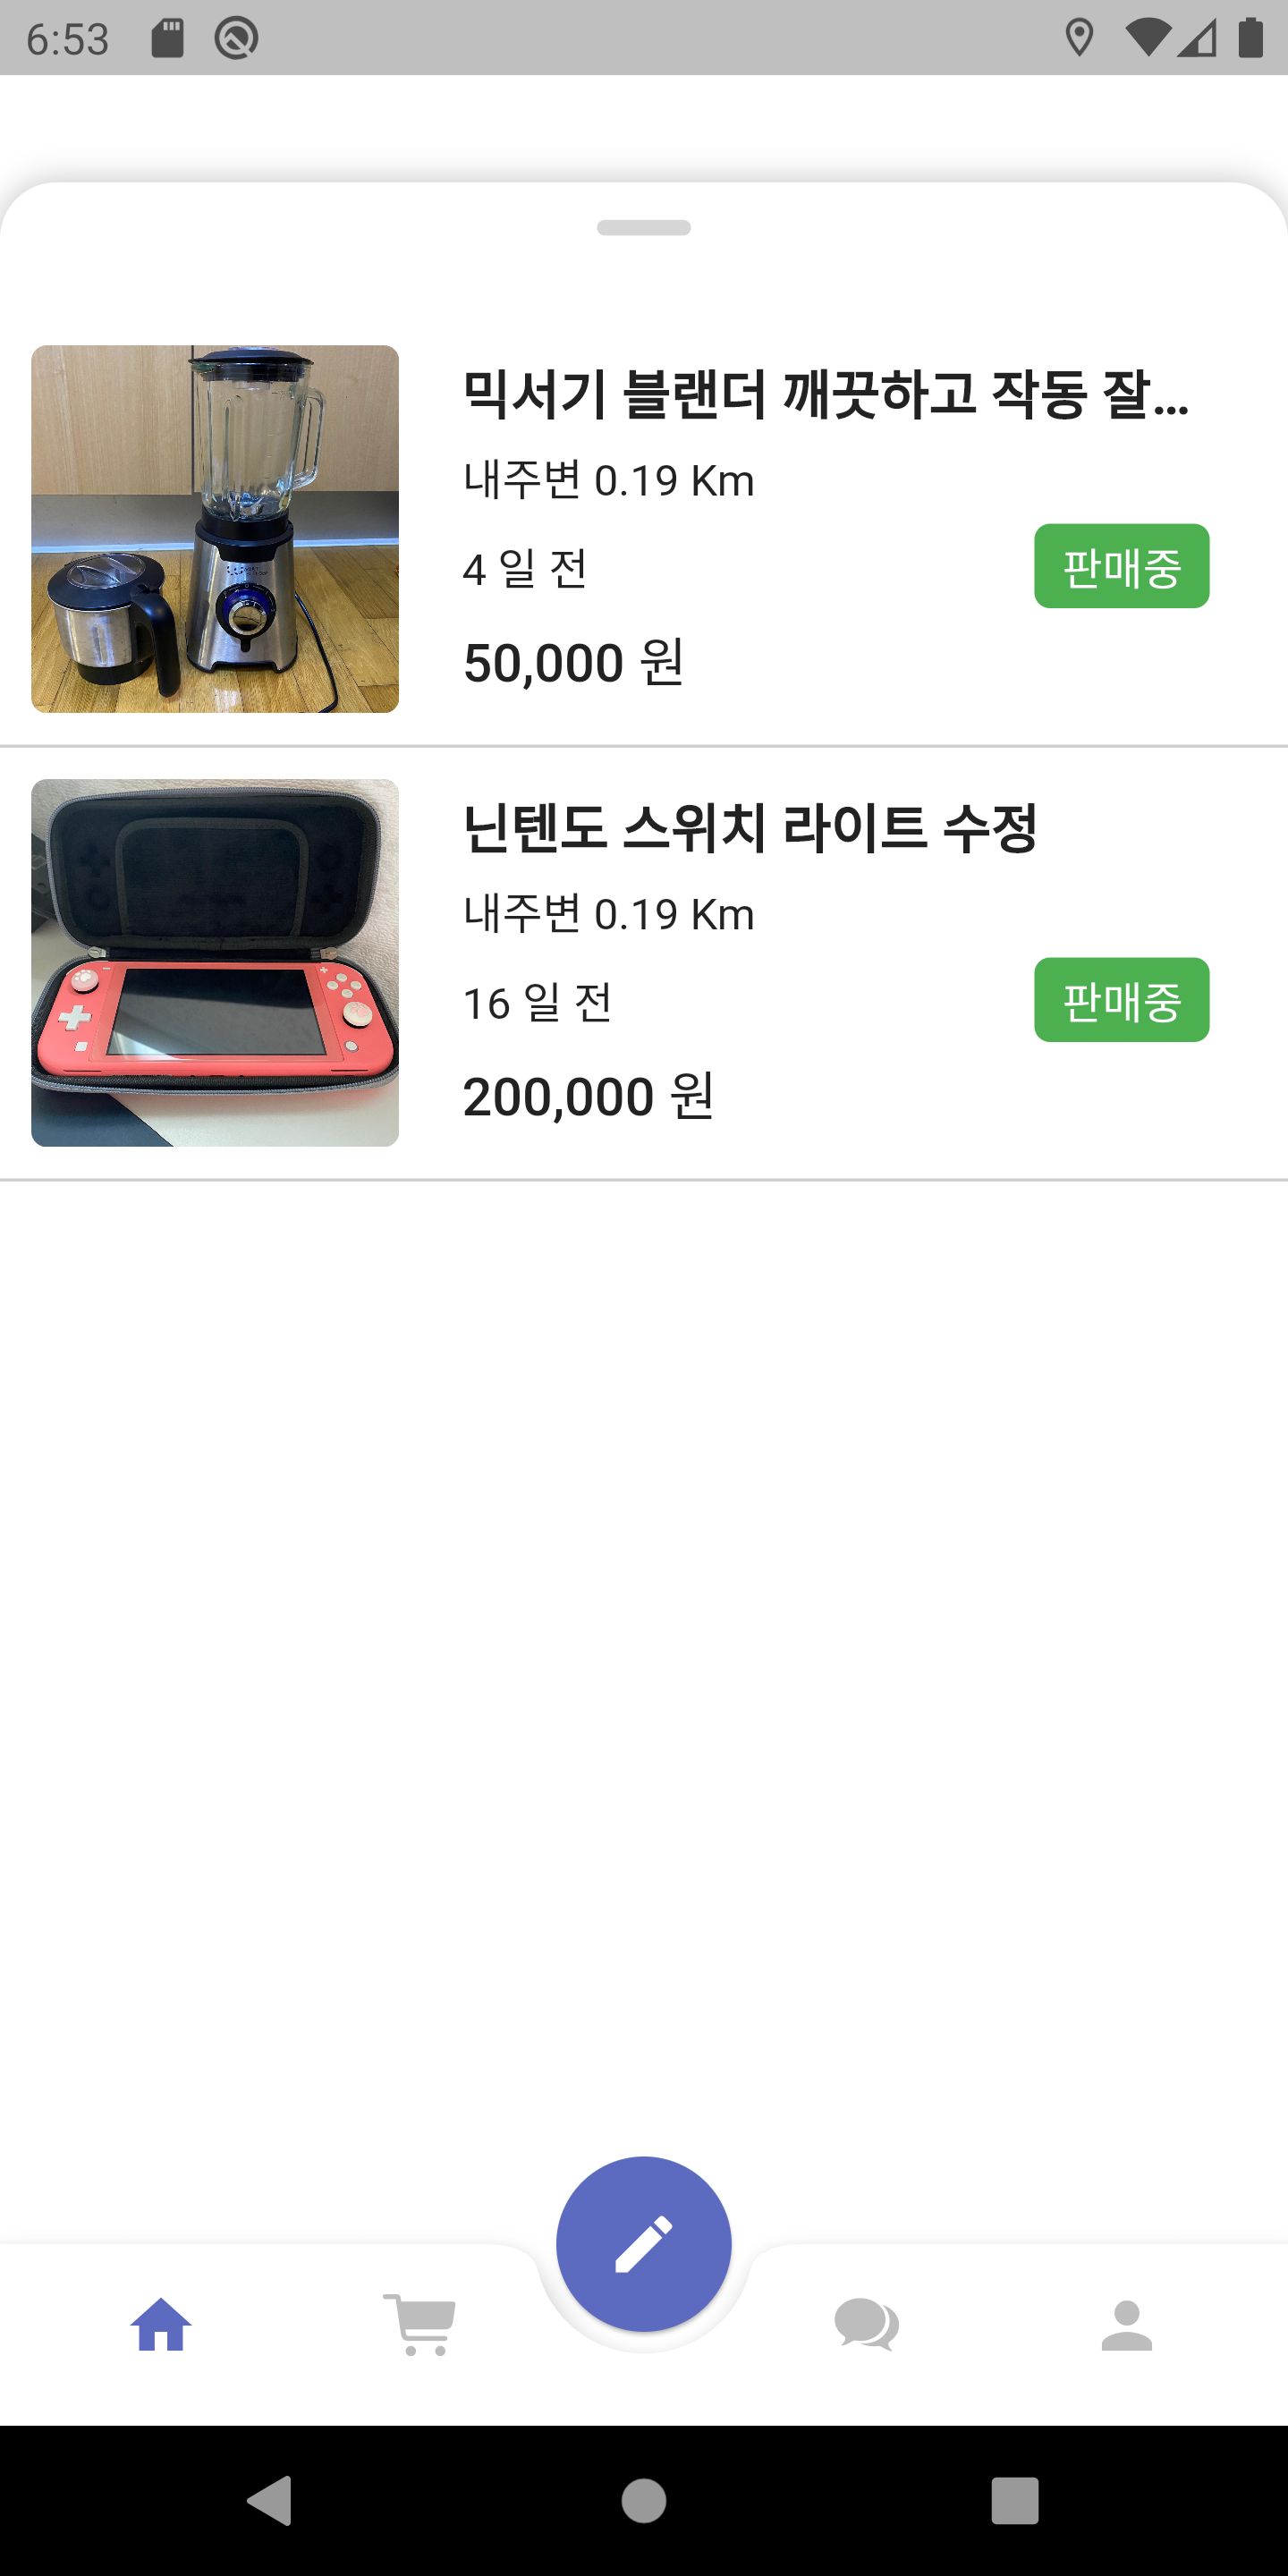 6:53
믹서기 블랜더 깨끗하고 작동 잘...
내주변 0.19 Km
4 일 전
판매중
50,000 원
닌텐도 스위치 라이트 수정
내주변 0.19 Km
16 일 전
판매중
200,000 원